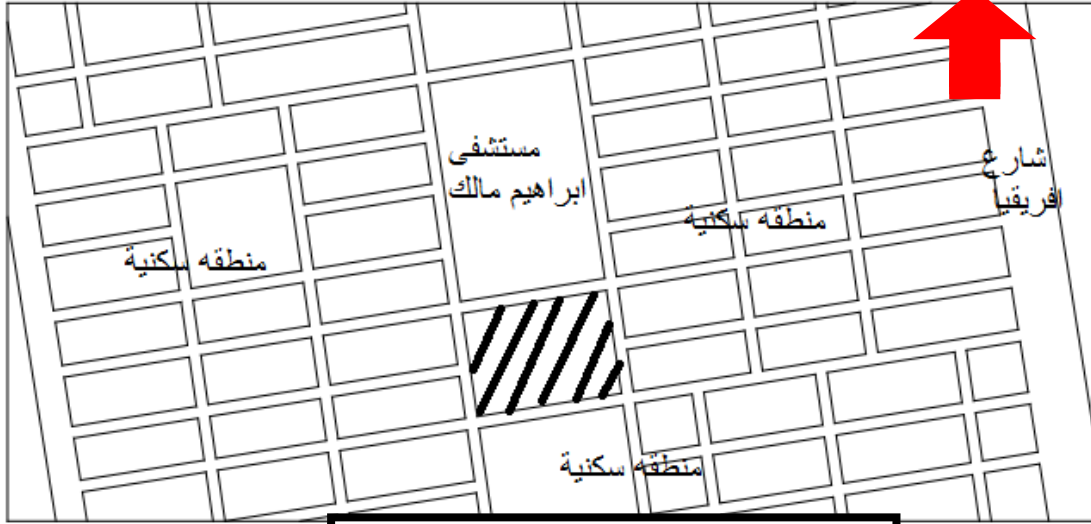 مستشفى
ابراهيم مالك
شارع
افريقيا
منطقه سكنية
منطقه سكنية
منطقه سكنية